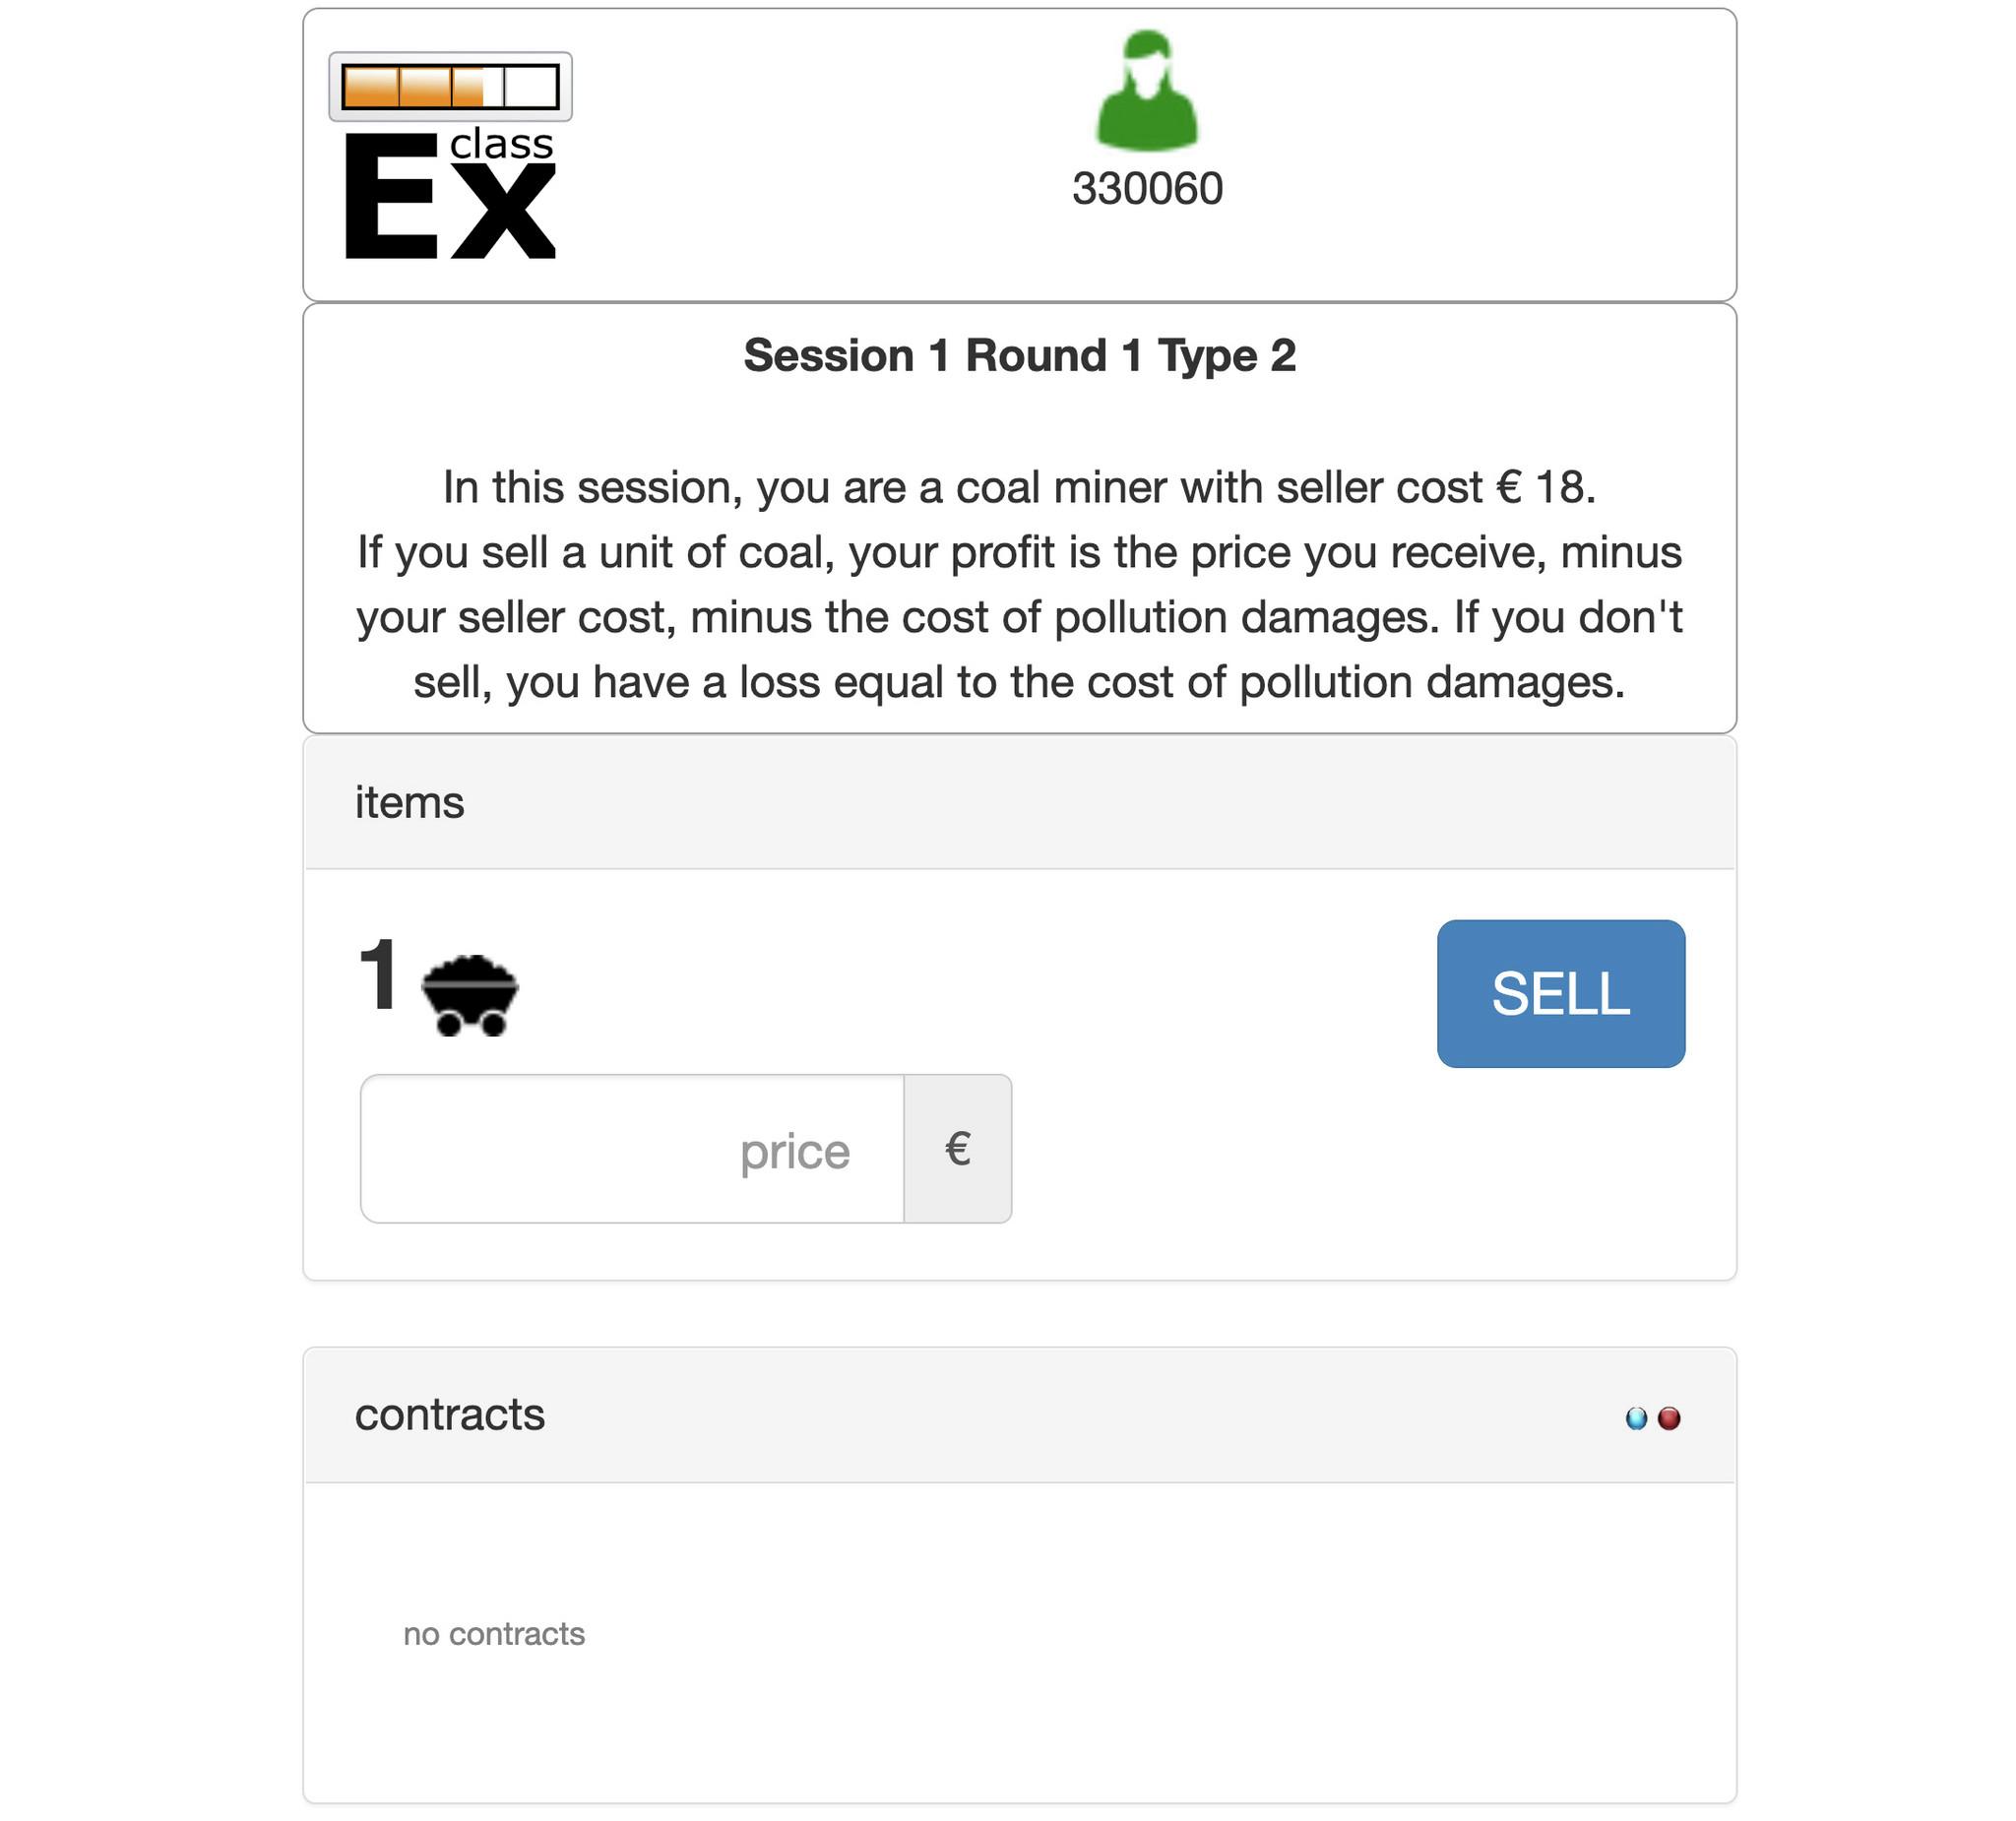 class
Ex
330060
Session 1 Round 1 Type 2
In this session, you are a coal miner with seller cost € 18.
If you sell a unit of coal, your profit is the price you receive, minus
your seller cost, minus the cost of pollution damages. If you don't
sell, you have a loss equal to the cost of pollution damages.
items
1
SELL
price €
contracts
no contracts